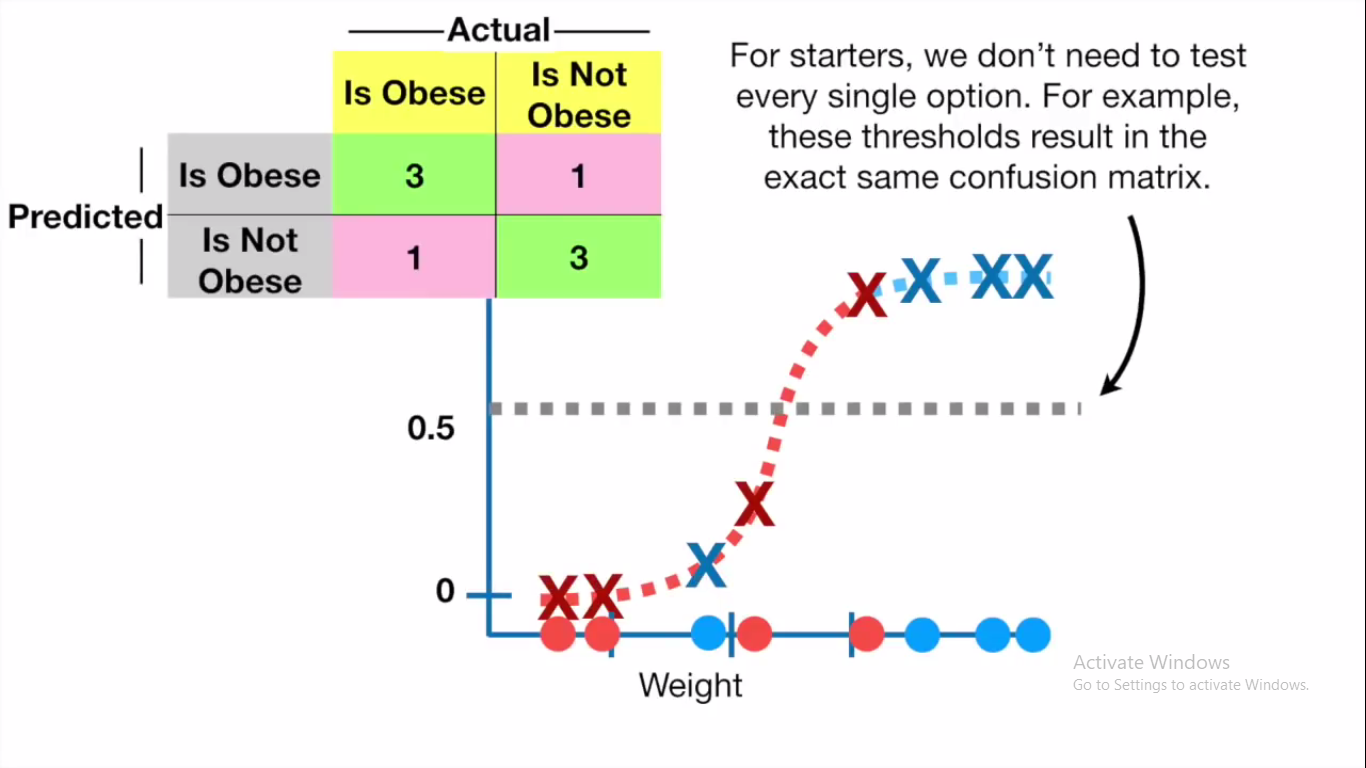 Actual
Is Obese
Is Not
Obese
Predicted
Is Obese
3
1
Is Not
Obese
1
3
For starters, we don't need to test
every single option. For example,
these thresholds result in the
exact same confusion matrix.
X
X
X
X
X
X
X
X
0.5
0
Weight
Activate Windows
Go to Settings to activate Windows.